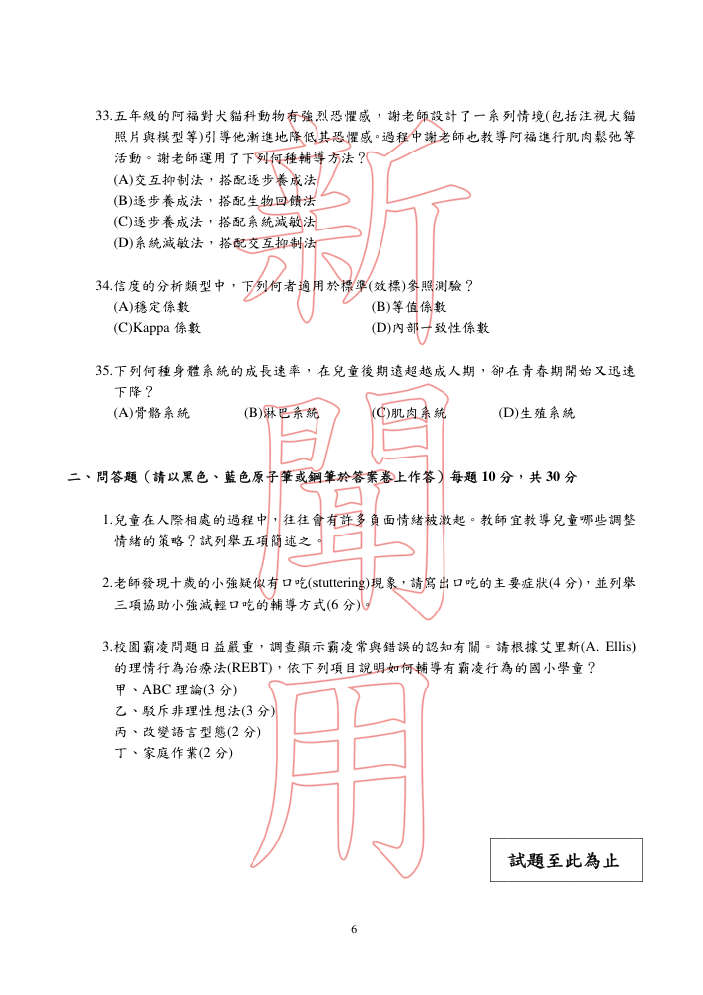 33.五年級的阿福對犬貓科動物有強烈恐懼感，謝老師設計了一系列情境(包括注視犬貓
照片與模型等)引導他漸進地降低其恐懼感。過程中謝老師也教導阿福進行肌肉鬆弛等
活動。謝老師運用了下列何種輔導方法？
(A)交互抑制法，搭配逐步養成法
(B)逐步養成法，搭配生物回饋法
(C)逐步養成法，搭配系統減敏法
(D)系統減敏法，搭配交互抑制法
34.信度的分析類型中，下列何者適用於標準(效標)參照測驗？
(A)穩定係數 (B)等值係數
(C)Kappa 係數 (D)內部一致性係數
35.下列何種身體系統的成長速率，在兒童後期遠超越成人期，卻在青春期開始又迅速
下降？
(A)骨骼系統 (B)淋巴系統 (C)肌肉系統 (D)生殖系統
二、問答題（請以黑色、藍色原子筆或鋼筆於答案卷上作答）每題 10 分，共 30 分
1.兒童在人際相處的過程中，往往會有許多負面情緒被激起。教師宜教導兒童哪些調整
情緒的策略？試列舉五項簡述之。
2.老師發現十歲的小強疑似有口吃(stuttering)現象，請寫出口吃的主要症狀(4 分)，並列舉
三項協助小強減輕口吃的輔導方式(6 分)。
3.校園霸凌問題日益嚴重，調查顯示霸凌常與錯誤的認知有關。請根據艾里斯(A. Ellis)
的理情行為治療法(REBT)，依下列項目說明如何輔導有霸凌行為的國小學童？
甲、ABC 理論(3 分)
乙、駁斥非理性想法(3 分)
丙、改變語言型態(2 分)
丁、家庭作業(2 分)
新聞用
試題至此為止
6